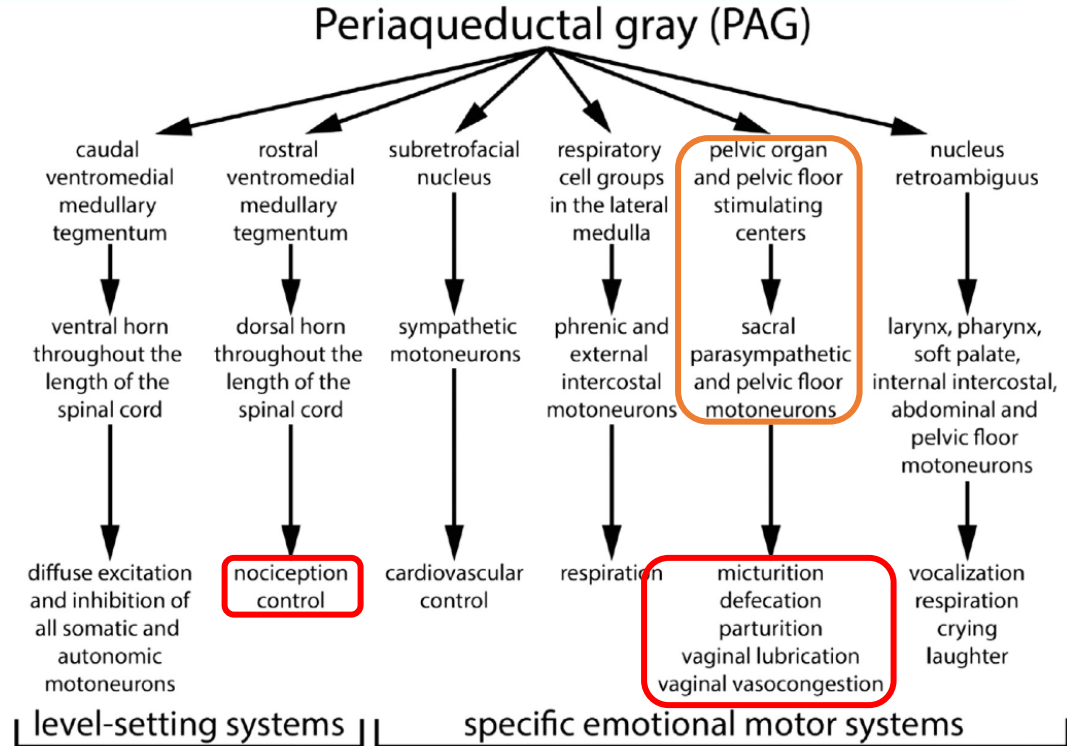 Periaqueductal gray (PAG)
caudal
ventromedial
medullary
tegmentum
rostral
ventromedial
medullary
tegmentum
subretrofacial
nucleus
respiratory
cell groups
in the lateral
medulla
pelvic organ
and pelvic floor
stimulating
centers
nucleus
retroambiguus
ventral horn
throughout the
length of the
spinal cord
dorsal horn
throughout the
length of the
spinal cord
sympathetic
motoneurons
phrenic and
external
intercostal
motoneurons
sacral
parasympathetic
and pelvic floor
motoneurons
larynx, pharynx,
soft palate,
internal intercostal,
abdominal and
pelvic floor
motoneurons
diffuse excitation
and inhibition of
all somatic and
autonomic
motoneurons
nociception
control
cardiovascular
control
respiration
micturition
defecation
parturition
vaginal lubrication
vaginal vasocongestion
vocalization
respiration
crying
laughter
level-setting systems
specific emotional motor systems